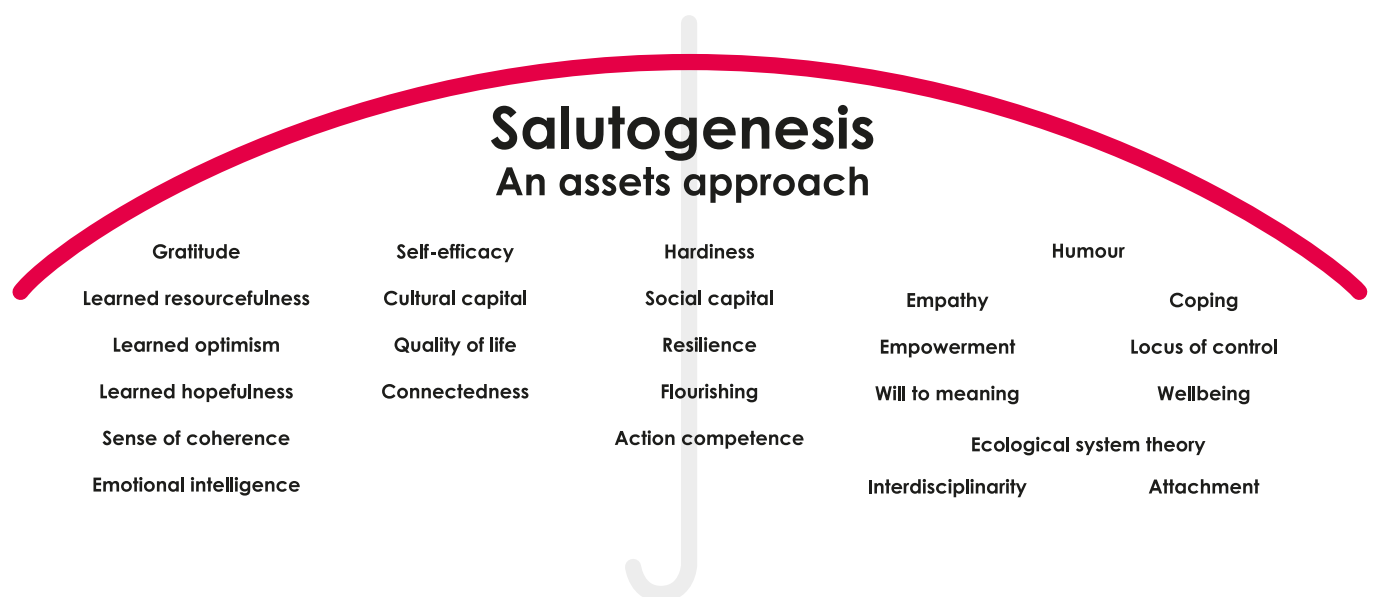 Salutogenesis
An assets approach
Gratitude
Learned resourcefulness
Learned optimism
Learned hopefulness
Sense of coherence
Emotional intelligence
Self-efficacy
Cultural capital
Quality of life
Connectedness
Hardiness
Social capital
Resilience
Flourishing
Action competence
Humour
Empathy
Coping
Empowerment
Locus of control
Will to meaning
Wellbeing
Ecological system theory
Interdisciplinarity
Attachment